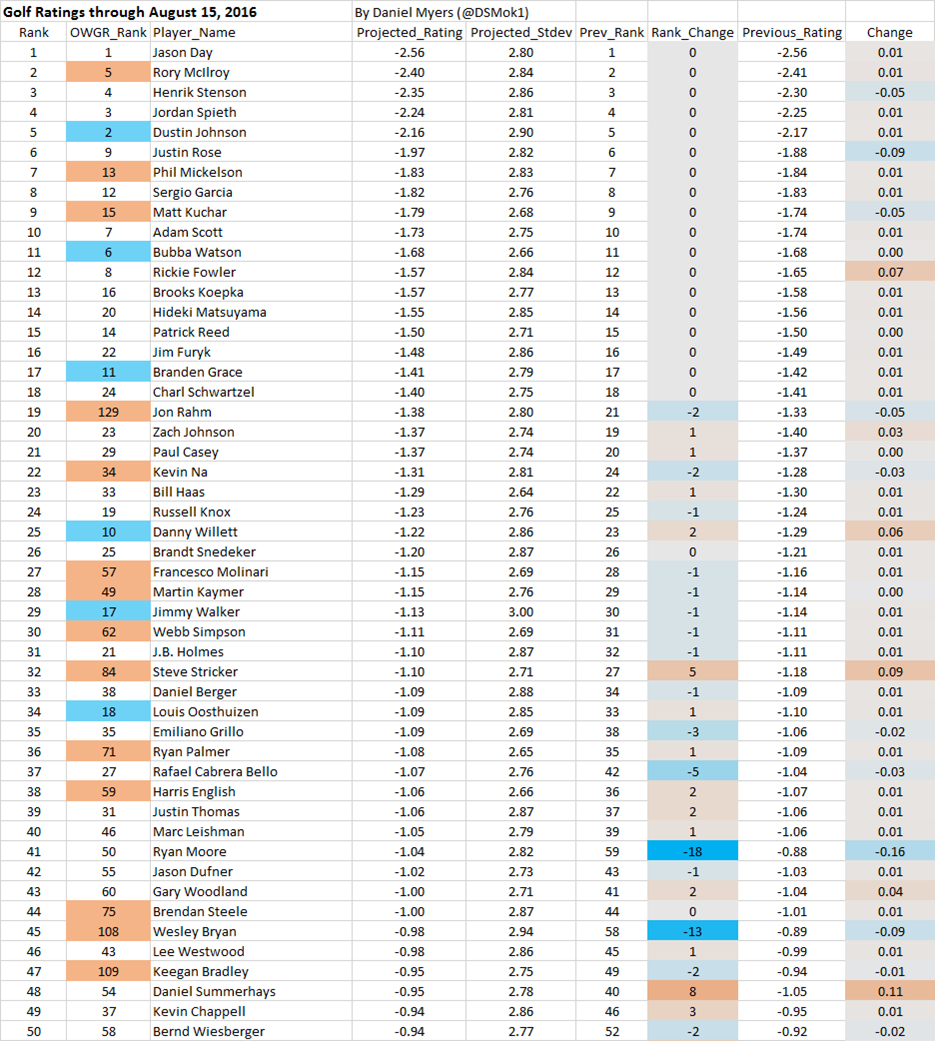 Golf Ratings through August 15, 2016 By Daniel Myers (@DSMok1)
Rank OWGR_Rank Player_Name Projected_Rating Projected_Stdev Prev_Rank Rank_Change Previous_Rating Change
1 1 Jason Day -2.56 2.80 1 0 -2.56 0.01
2 5 Rory McIlroy -2.40 2.84 2 0 -2.41 0.01
3 4 Henrik Stenson -2.35 2.86 3 0 -2.30 -0.05
4 3 Jordan Spieth -2.24 2.81 4 0 -2.25 0.01
5 2 Dustin Johnson -2.16 2.90 5 0 -2.17 0.01
6 9 Justin Rose -1.97 2.82 6 0 -1.88 -0.09
7 13 Phil Mickelson -1.83 2.83 7 0 -1.84 0.01
8 12 Sergio Garcia -1.82 2.76 8 0 -1.83 0.01
9 15 Matt Kuchar -1.79 2.68 9 0 -1.74 -0.05
10 7 Adam Scott -1.73 2.75 10 0 -1.74 0.01
11 6 Bubba Watson -1.68 2.66 11 0 -1.68 0.00
12 8 Rickie Fowler -1.57 2.84 12 0 -1.65 0.07
13 16 Brooks Koepka -1.57 2.77 13 0 -1.58 0.01
14 20 Hideki Matsuyama -1.55 2.85 14 0 -1.56 0.01
15 14 Patrick Reed -1.50 2.71 15 0 -1.50 0.00
16 22 Jim Furyk -1.48 2.86 16 0 -1.49 0.01
17 11 Branden Grace -1.41 2.79 17 0 -1.42 0.01
18 24 Charl Schwartzel -1.40 2.75 18 0 -1.41 0.01
19 129 Jon Rahm -1.38 2.80 21 -2 -1.33 -0.05
20 23 Zach Johnson -1.37 2.74 19 1 -1.40 0.03
21 29 Paul Casey -1.37 2.74 20 1 -1.37 0.00
22 34 Kevin Na -1.31 2.81 24 -2 -1.28 -0.03
23 33 Bill Haas -1.29 2.64 22 1 -1.30 0.01
24 19 Russell Knox -1.23 2.76 25 -1 -1.24 0.01
25 10 Danny Willett -1.22 2.86 23 2 -1.29 0.06
26 25 Brandt Snedeker -1.20 2.87 26 0 -1.21 0.01
27 57 Francesco Molinari -1.15 2.69 28 -1 -1.16 0.01
28 49 Martin Kaymer -1.15 2.76 29 -1 -1.14 0.00
29 17 Jimmy Walker -1.13 3.00 30 -1 -1.14 0.01
30 62 Webb Simpson -1.11 2.69 31 -1 -1.11 0.01
31 21 J.B. Holmes -1.10 2.87 32 -1 -1.11 0.01
32 84 Steve Stricker -1.10 2.71 27 5 -1.18 0.09
33 38 Daniel Berger -1.09 2.88 34 -1 -1.09 0.01
34 18 Louis Oosthuizen -1.09 2.85 33 1 -1.10 0.01
35 35 Emiliano Grillo -1.09 2.69 38 -3 -1.06 -0.02
36 71 Ryan Palmer -1.08 2.65 35 1 -1.09 0.01
37 27 Rafael Cabrera Bello -1.07 2.76 42 -5 -1.04 -0.03
38 59 Harris English -1.06 2.66 36 2 -1.07 0.01
39 31 Justin Thomas -1.06 2.87 37 2 -1.06 0.01
40 46 Marc Leishman -1.05 2.79 39 1 -1.06 0.01
41 50 Ryan Moore -1.04 2.82 59 -18 -0.88 -0.16
42 55 Jason Dufner -1.02 2.73 43 -1 -1.03 0.01
43 60 Gary Woodland -1.00 2.71 41 2 -1.04 0.04
44 75 Brendan Steele -1.00 2.87 44 0 -1.01 0.01
45 108 Wesley Bryan -0.98 2.94 58 -13 -0.89 -0.09
46 43 Lee Westwood -0.98 2.86 45 1 -0.99 0.01
47 109 Keegan Bradley -0.95 2.75 49 -2 -0.94 -0.01
48 54 Daniel Summerhays -0.95 2.78 40 8 -1.05 0.11
49 37 Kevin Chappell -0.94 2.86 46 3 -0.95 0.01
50 58 Bernd Wiesberger -0.94 2.77 52 -2 -0.92 -0.02